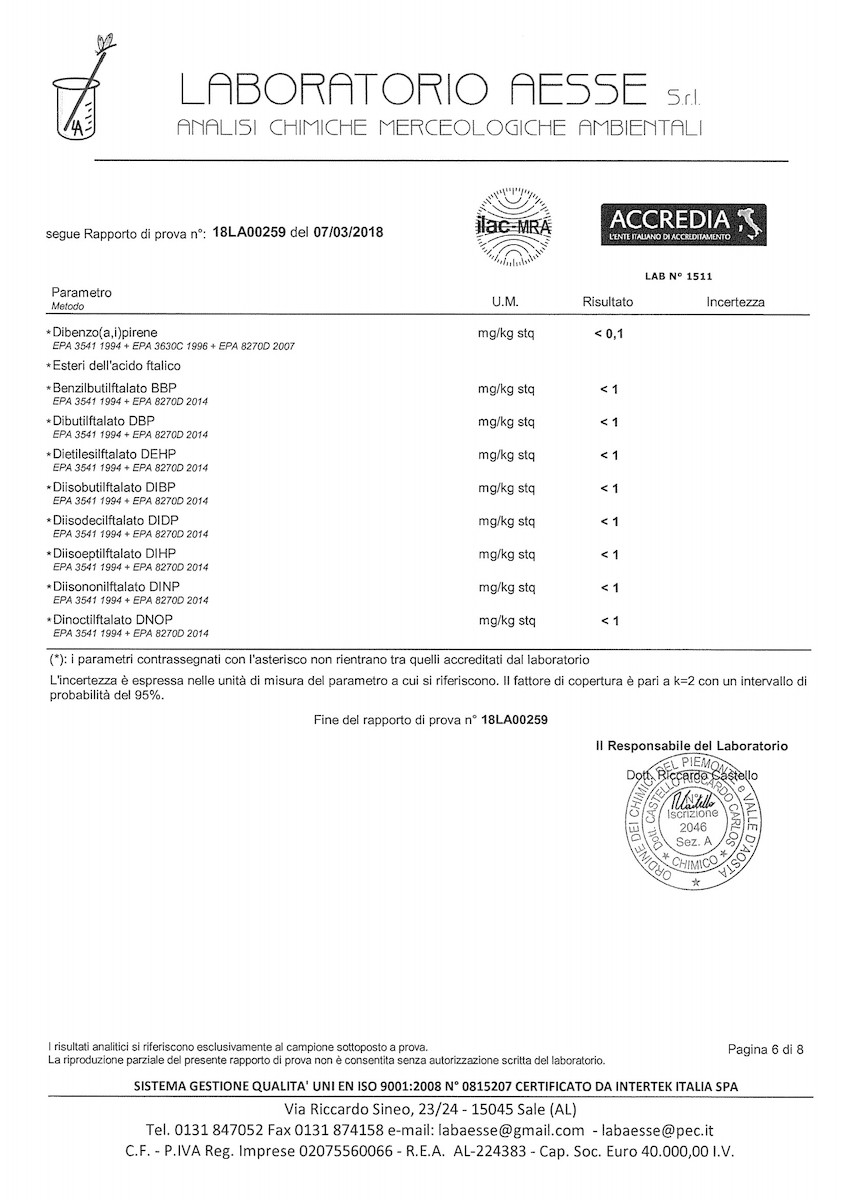 LABORATORIO AESSE S.r.l.
ANALISI CHIMICHE MERCEOLOGICHE AMBIENTALI
LA
segue Rapporto di prova n°: 18LA00259 del 07/03/2018
ilac-MRA
ACCREDIA
L'ENTE ITALIANO DI ACCREDITAMENTO
LAB N° 1511
Parametro U.M. Risultato Incertezza
Metodo
*Dibenzo(a,i)pirene mg/kg stq < 0,1
EPA 3541 1994 + EPA 3630C 1996 + EPA 8270D 2007
*Esteri dell'acido ftalico
*Benzilbutilftalato BBP mg/kg stq < 1
EPA 3541 1994 + EPA 8270D 2014
*Dibutilftalato DBP mg/kg stq < 1
EPA 3541 1994 + EPA 8270D 2014
*Dietilesilftalato DEHP mg/kg stq < 1
EPA 3541 1994 + EPA 8270D 2014
*Diisobutilftalato DIBP mg/kg stq < 1
EPA 3541 1994 + EPA 8270D 2014
*Diisodecilftalato DIDP mg/kg stq < 1
EPA 3541 1994 + EPA 8270D 2014
*Diisoeptilftalato DIHP mg/kg stq < 1
EPA 3541 1994 + EPA 8270D 2014
*Diisononilftalato DINP mg/kg stq < 1
EPA 3541 1994 + EPA 8270D 2014
*Dinoctilftalato DNOP mg/kg stq < 1
EPA 3541 1994 + EPA 8270D 2014
(*): i parametri contrassegnati con l'asterisco non rientrano tra quelli accreditati dal laboratorio
L'incertezza è espressa nelle unità di misura del parametro a cui si riferiscono. Il fattore di copertura è pari a k=2 con un intervallo di
probabilità del 95%.
Fine del rapporto di prova n° 18LA00259
Il Responsabile del Laboratorio
Dott. Riccardo Castello
ORDINE DEI CHIMICI DEL PIEMONTE e VALLE D'AOSTA
Dott. CASTELLO RICCARDO CARLOS
N°
Iscrizione
2046
Sez. A
* CHIMICO *
I risultati analitici si riferiscono esclusivamente al campione sottoposto a prova.
La riproduzione parziale del presente rapporto di prova non è consentita senza autorizzazione scritta del laboratorio.
Pagina 6 di 8
SISTEMA GESTIONE QUALITA' UNI EN ISO 9001:2008 N° 0815207 CERTIFICATO DA INTERTEK ITALIA SPA
Via Riccardo Sineo, 23/24 - 15045 Sale (AL)
Tel. 0131 847052 Fax 0131 874158 e-mail: labaesse@gmail.com - labaesse@pec.it
C.F. - P.IVA Reg. Imprese 02075560066 - R.E.A. AL-224383 - Cap. Soc. Euro 40.000,00 I.V.